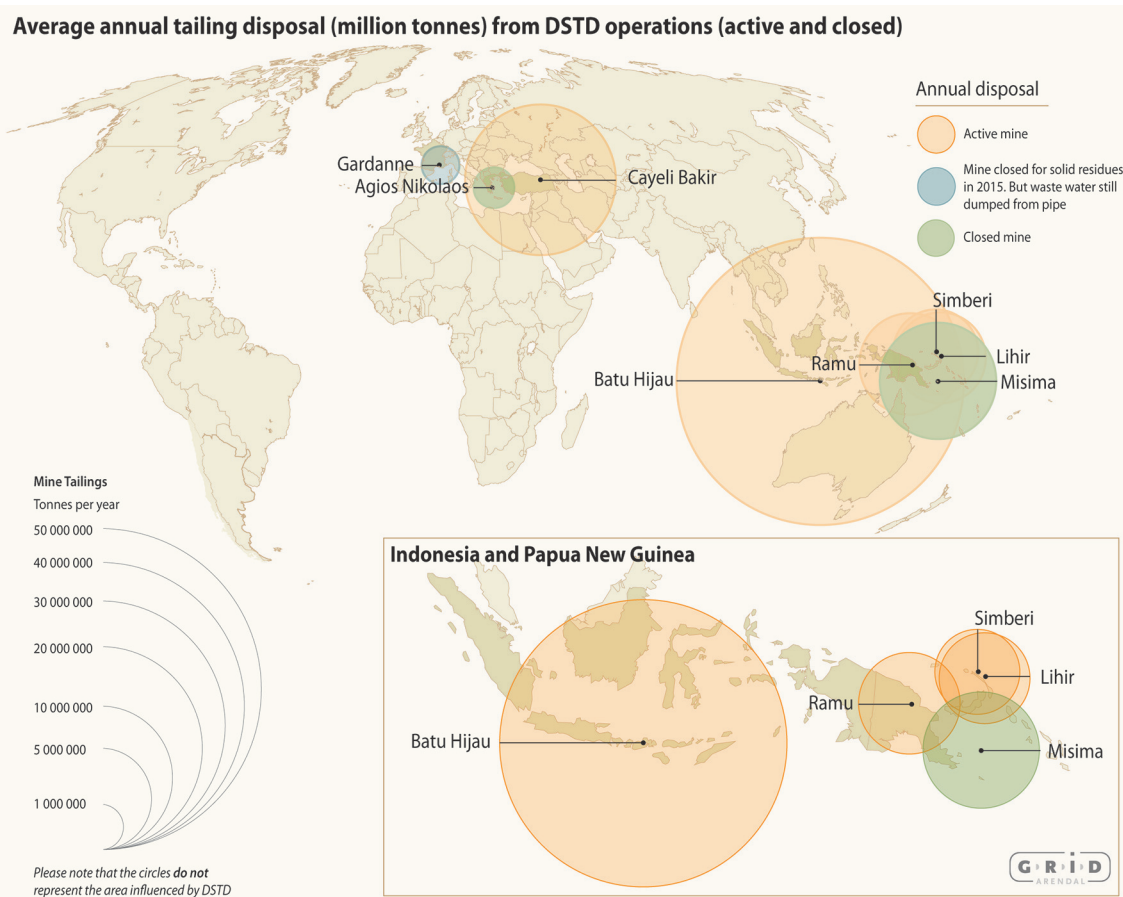 Average annual tailing disposal (million tonnes) from DSTD operations (active and closed)
Annual disposal
Active mine
Mine closed for solid residues
in 2015. But waste water still
dumped from pipe
Closed mine
Gardanne
Agios Nikolaos
Cayeli Bakir
Simberi
Lihir
Ramu
Batu Hijau
Misima
Mine Tailings
Tonnes per year
50 000 000
40 000 000
30 000 000
20 000 000
10 000 000
5 000 000
1 000 000
Please note that the circles do not
represent the area influenced by DSTD
Indonesia and Papua New Guinea
Simberi
Lihir
Ramu
Batu Hijau
Misima
GRiD
ARENDAL